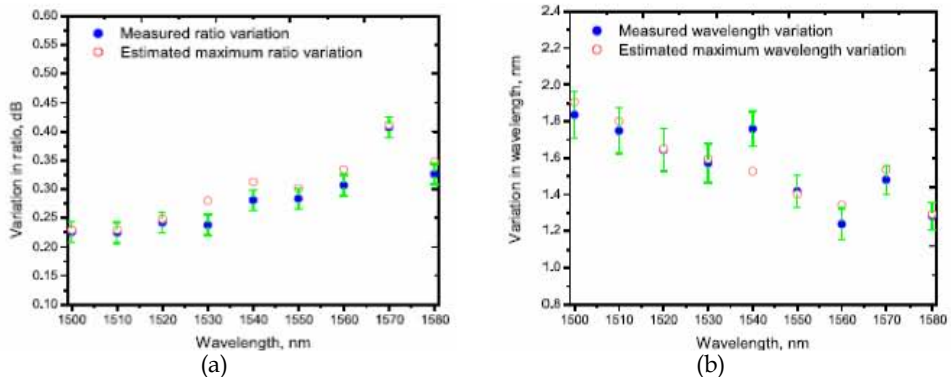 Measured ratio variation
Estimated maximum ratio variation
Variation in ratio, dB
0.60
0.55
0.50
0.45
0.40
0.35
0.30
0.25
0.20
0.15
0.10
1500 1510 1520 1530 1540 1550 1560 1570 1580
Wavelength, nm
(a)
Measured wavelength variation
Estimated maximum wavelength variation
Variation in wavelength, nm
2.4
2.2
2.0
1.8
1.6
1.4
1.2
1.0
0.8
1500 1510 1520 1530 1540 1550 1560 1570 1580
Wavelength, nm
(b)